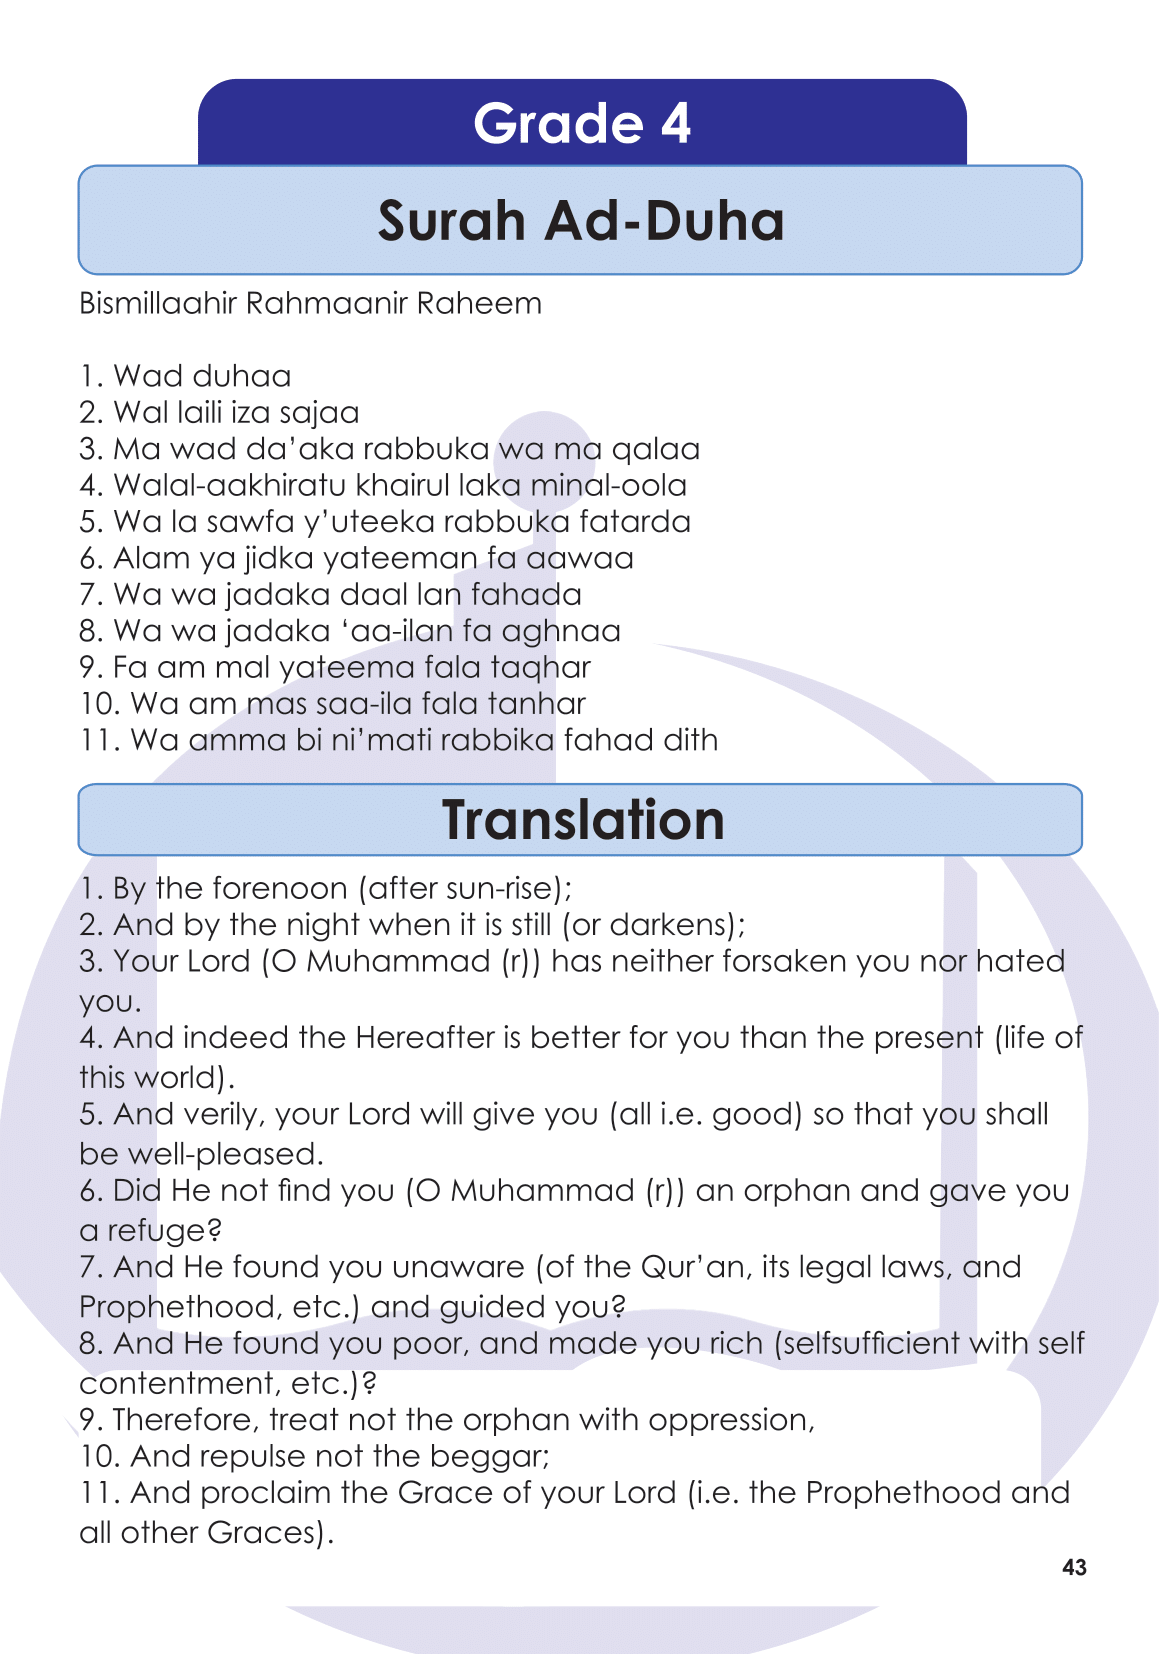 Grade 4
Surah Ad-Duha
Bismillaahir Rahmaanir Raheem
1. Wad duhaa
2. Wal laili iza sajaa
3. Ma wad da’aka rabbuka wa ma qalaa
4. Walal-aakhiratu khairul laka minal-oola
5. Wa la sawfa y’uteeka rabbuka fatarda
6. Alam ya jidka yateeman fa aawaa
7. Wa wa jadaka daal lan fahada
8. Wa wa jadaka ‘aa-ilan fa aghnaa
9. Fa am mal yateema fala taqhar
10. Wa am mas saa-ila fala tanhar
11. Wa amma bi ni’mati rabbika fahad dith
Translation
1. By the forenoon (after sun-rise);
2. And by the night when it is still (or darkens);
3. Your Lord (O Muhammad (r)) has neither forsaken you nor hated
you.
4. And indeed the Hereafter is better for you than the present (life of
this world).
5. And verily, your Lord will give you (all i.e. good) so that you shall
be well-pleased.
6. Did He not find you (O Muhammad (r)) an orphan and gave you
a refuge?
7. And He found you unaware (of the Qur’an, its legal laws, and
Prophethood, etc.) and guided you?
8. And He found you poor, and made you rich (selfsufficient with self
contentment, etc.)?
9. Therefore, treat not the orphan with oppression,
10. And repulse not the beggar;
11. And proclaim the Grace of your Lord (i.e. the Prophethood and
all other Graces).
43